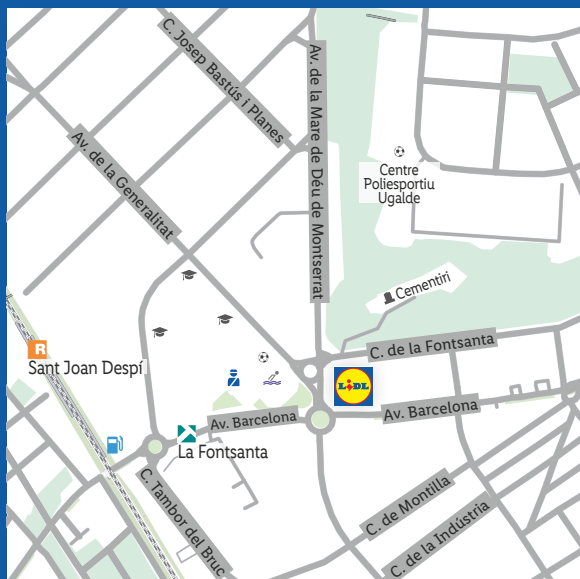 C. Josep Bastús i Planes
Av. de la Mare de Déu de Montserrat
Av. de la Generalitat
Centre
Poliesportiu
Ugalde
Cementiri
R
Sant Joan Despí
C. de la Fontsanta
LIDL
Av. Barcelona
Av. Barcelona
La Fontsanta
C. Tambor del Bruc
C. de Montilla
C. de la Indústria